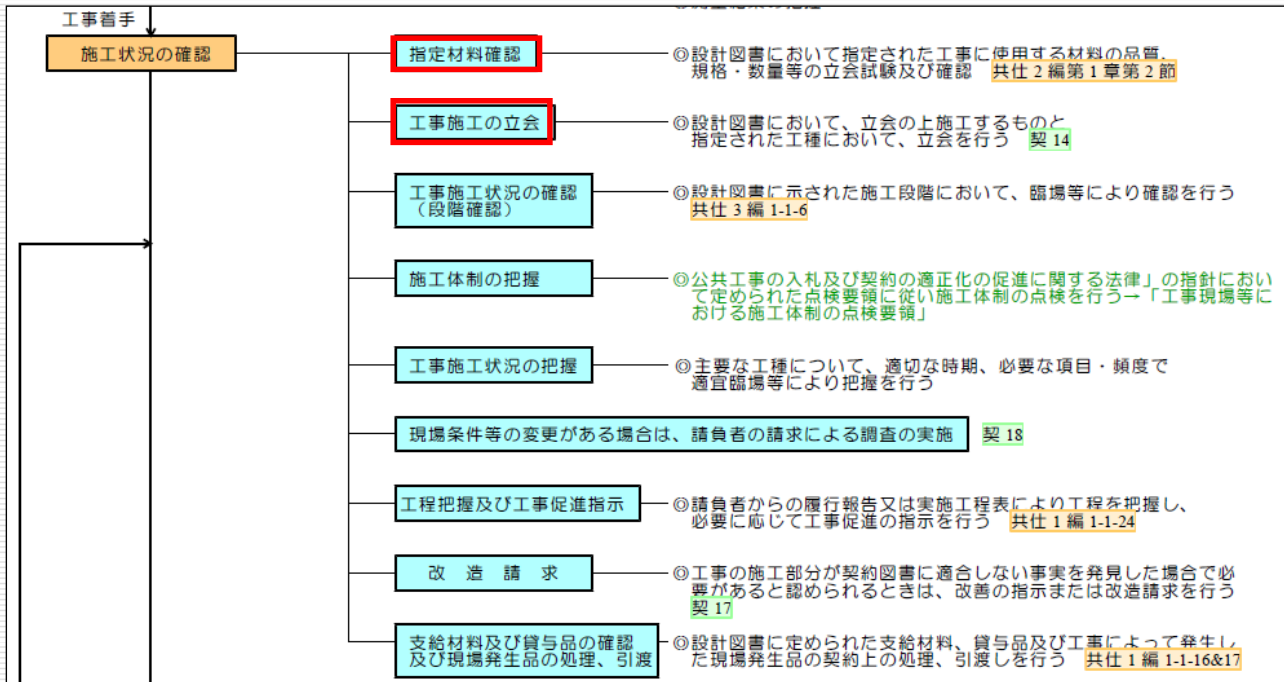 工事着手
施工状況の確認
指定材料確認
◎設計図書において指定された工事に使用する材料の品質、
規格・数量等の立会試験及び確認 共仕 2 編第 1 章第 2 節
工事施工の立会
◎設計図書において、立会の上施工するものと
指定された工種において、立会を行う 契 14
工事施工状況の確認
(段階確認)
◎設計図書に示された施工段階において、臨場等により確認を行う
共仕 3 編 1-1-6
施工体制の把握
◎公共工事の入札及び契約の適正化の促進に関する法律」の指針におい
て定められた点検要領に従い施工体制の点検を行う→「工事現場等に
おける施工体制の点検要領」
工事施工状況の把握
◎主要な工種について、適切な時期、必要な項目・頻度で
適宜臨場等により把握を行う
現場条件等の変更がある場合は、請負者の請求による調査の実施 契 18
工程把握及び工事促進指示
◎請負者からの履行報告又は実施工程表により工程を把握し、
必要に応じて工事促進の指示を行う 共仕 1 編 1-1-24
改 造 請 求
◎工事の施工部分が契約図書に適合しない事実を発見した場合で必
要があると認められるときは、改善の指示または改造請求を行う
契 17
支給材料及び貸与品の確認
及び現場発生品の処理、引渡
◎設計図書に定められた支給材料、貸与品及び工事によって発生し
た現場発生品の契約上の処理、引渡しを行う 共仕 1 編 1-1-16&17